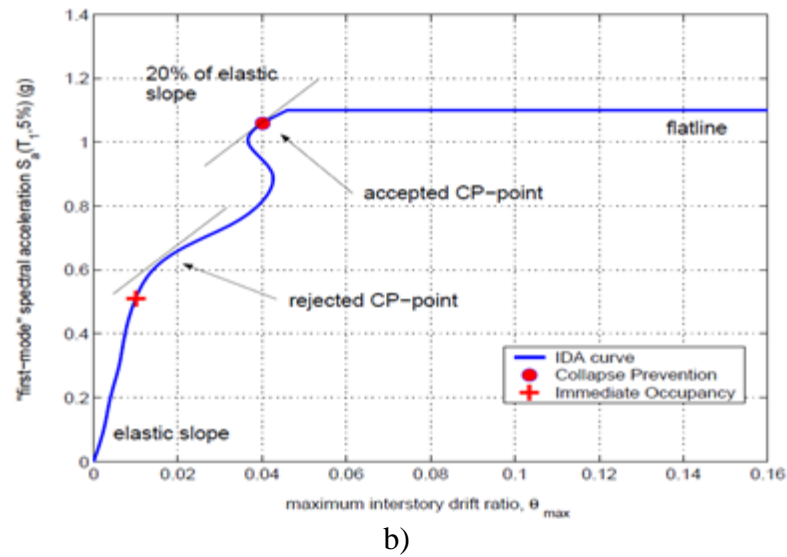 1.4
1.2
1
0.8
0.6
0.4
0.2
0
"first−mode" spectral acceleration Sa(T1,5%) (g)
20% of elastic
slope
flatline
accepted CP−point
rejected CP−point
elastic slope
IDA curve
Collapse Prevention
Immediate Occupancy
0 0.02 0.04 0.06 0.08 0.1 0.12 0.14 0.16
maximum interstory drift ratio, θ max
b)